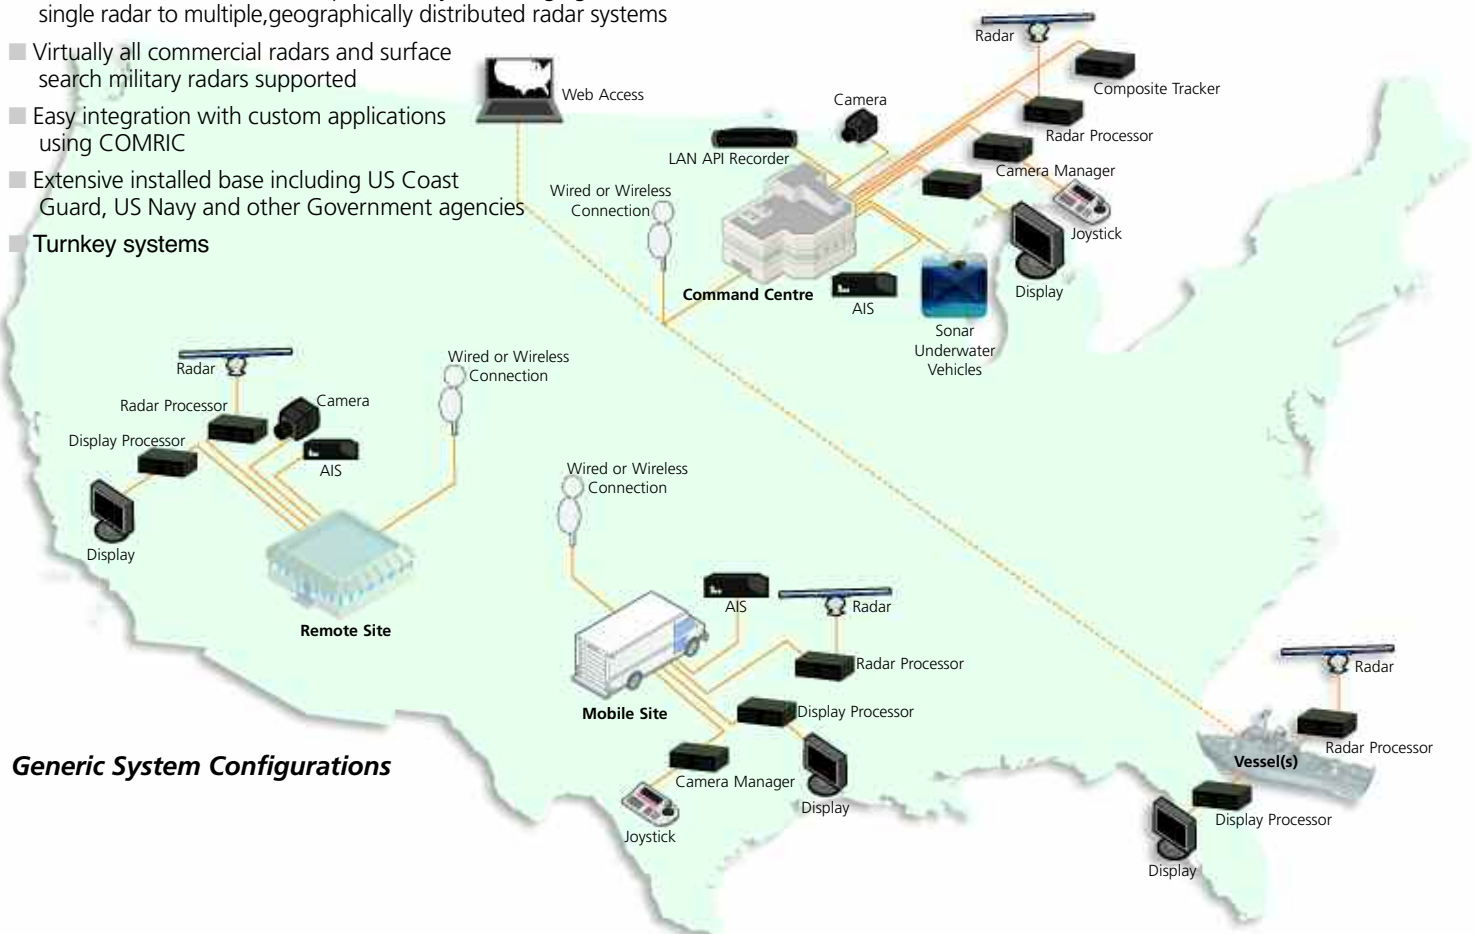 single radar to multiple,geographically distributed radar systems
Virtually all commercial radars and surface
search military radars supported
Easy integration with custom applications
using COMRIC
Extensive installed base including US Coast
Guard, US Navy and other Government agencies
Turnkey systems
Web Access
Radar
Composite Tracker
Camera
Radar Processor
LAN API Recorder
Camera Manager
Wired or Wireless
Connection
Joystick
Command Centre
AIS
Display
Sonar
Underwater
Vehicles
Radar
Wired or Wireless
Connection
Radar Processor
Camera
Display Processor
AIS
Display
Remote Site
Wired or Wireless
Connection
AIS
Radar
Radar Processor
Mobile Site
Display Processor
Camera Manager
Display
Joystick
Radar
Radar Processor
Vessel(s)
Display Processor
Display
Generic System Configurations